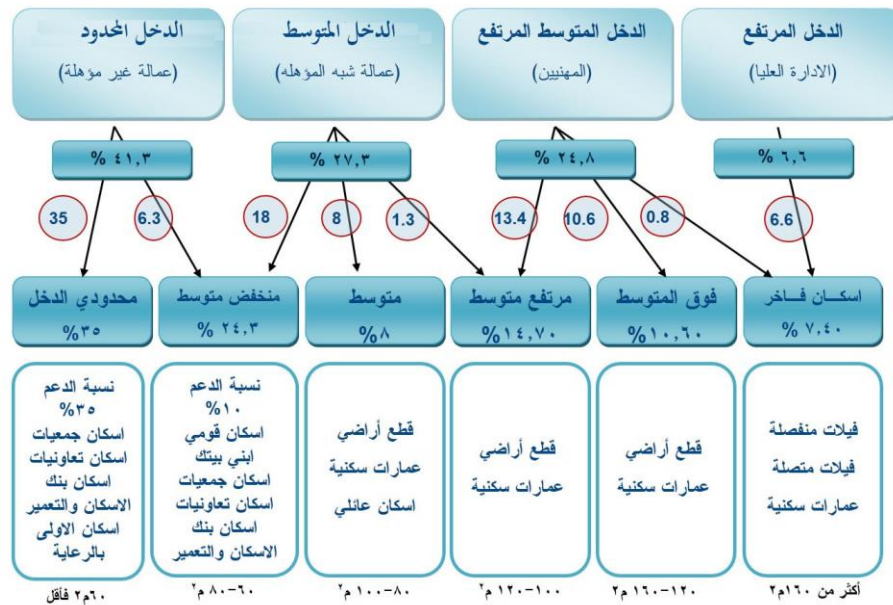 الدخل المرتفع
(الادارة العليا)
الدخل المتوسط المرتفع
(المهنيين)
الدخل المتوسط
(عمالة شبه المؤهله)
الدخل المحدود
(عمالة غير مؤهلة)
٦,٦ %
٢٤,٨ %
٢٧,٣ %
٤١,٣ %
6.6
0.8
10.6
13.4
1.3
8
18
6.3
35
اسكان فاخر
٧,٤٠ %
فوق المتوسط
١٠,٦٠%
مرتفع متوسط
١٤,٧٠%
متوسط
٨%
منخفض متوسط
٢٤,٣ %
محدودي الدخل
٣٥%
فيلات منفصلة
فيلات متصلة
عمارات سكنية
قطع أراضي
عمارات سكنية
قطع أراضي
عمارات سكنية
قطع أراضي
عمارات سكنية
اسكان عائلي
نسبة الدعم
١٠%
اسكان قومي
ابني بيتك
اسكان جمعيات
اسكان تعاونيات
اسكان بنك
الاسكان والتعمير
نسبة الدعم
٣٥%
اسكان جمعيات
اسكان تعاونيات
اسكان بنك
الاسكان والتعمير
اسكان الاولى
بالرعاية
أكثر من ١٦٠م٢
١٢٠-١٦٠ م٢
١٠٠-١٢٠ م٢
٨٠-١٠٠ م٢
٦٠-٨٠ م٢
٦٠م٢ فأقل